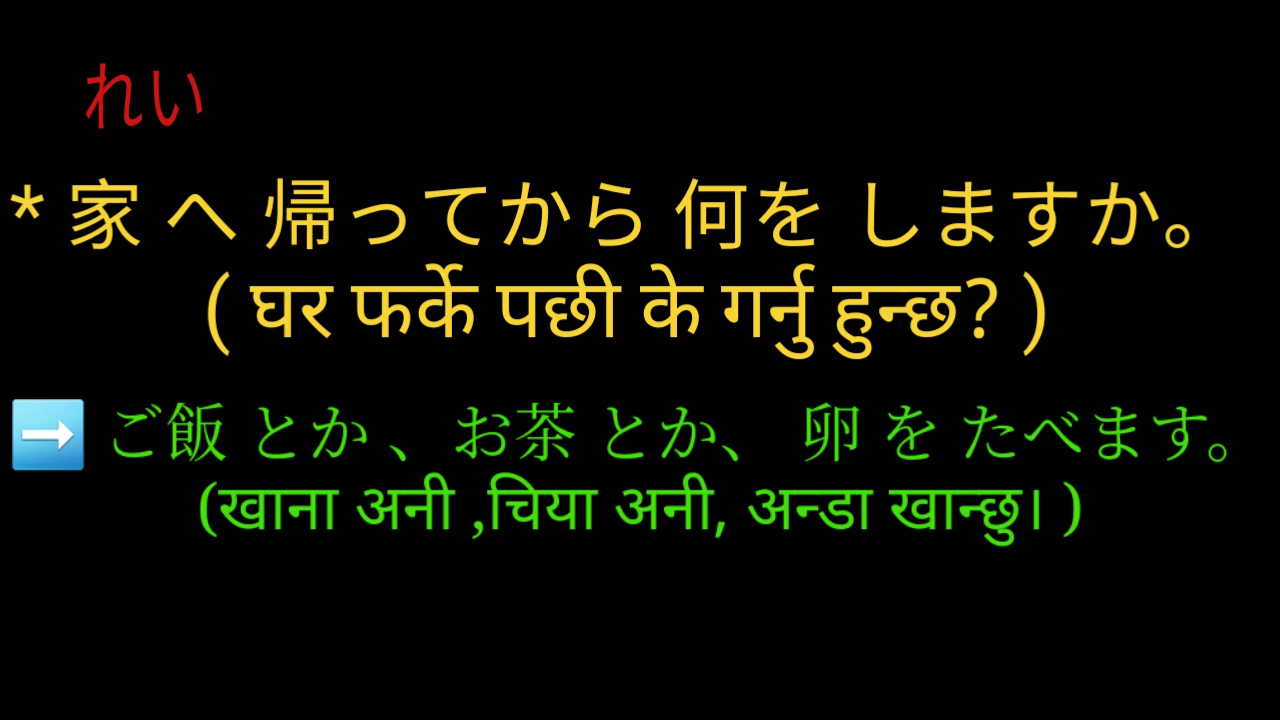 れい
* 家 へ 帰ってから 何を しますか。
( घर फर्के पछी के गर्नु हुन्छ? )
➡ ご飯 とか 、 お茶 とか、 卵 を たべます。
(खाना अनी ,चिया अनी, अन्डा खान्छु। )